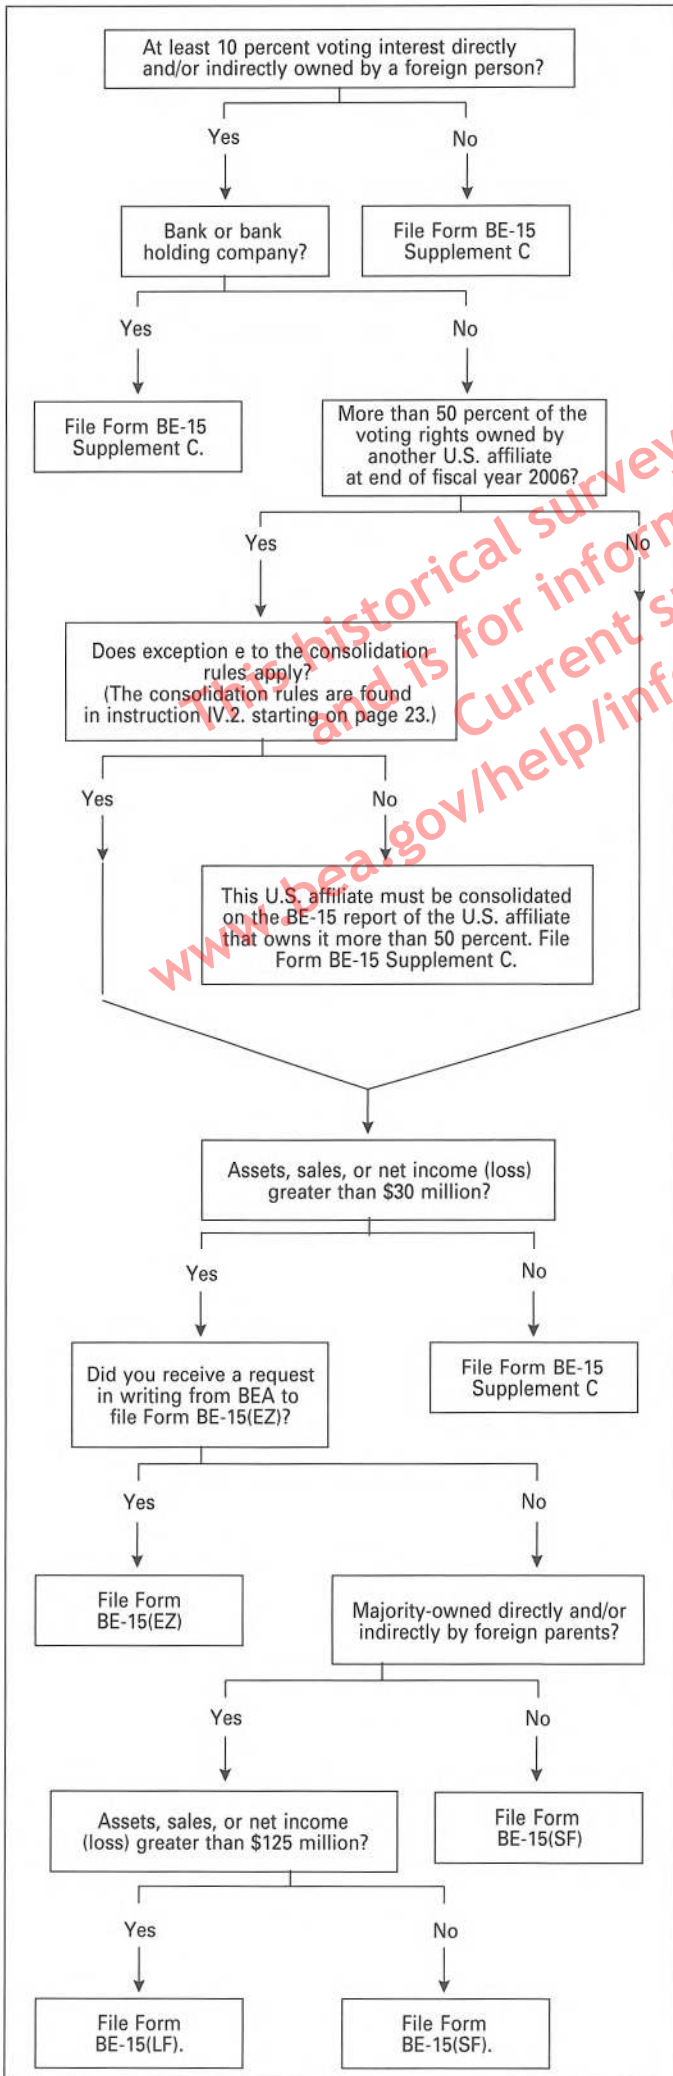 At least 10 percent voting interest directly
and/or indirectly owned by a foreign person?
Yes
No
Bank or bank
holding company?
File Form BE-15
Supplement C
Yes
No
File Form BE-15
Supplement C.
More than 50 percent of the
voting rights owned by
another U.S. affiliate
at end of fiscal year 2006?
Yes
No
Does exception e to the consolidation
rules apply?
(The consolidation rules are found
in instruction IV.2. starting on page 23.)
Yes
No
This U.S. affiliate must be consolidated
on the BE-15 report of the U.S. affiliate
that owns it more than 50 percent. File
Form BE-15 Supplement C.
Assets, sales, or net income (loss)
greater than $30 million?
Yes
No
Did you receive a request
in writing from BEA to
file Form BE-15(EZ)?
File Form BE-15
Supplement C
Yes
No
File Form
BE-15(EZ)
Majority-owned directly and/or
indirectly by foreign parents?
Yes
No
Assets, sales, or net income
(loss) greater than $125 million?
File Form
BE-15(SF)
Yes
No
File Form
BE-15(LF).
File Form
BE-15(SF).
This historical survey
and is for
Current
www.bea.gov/help/